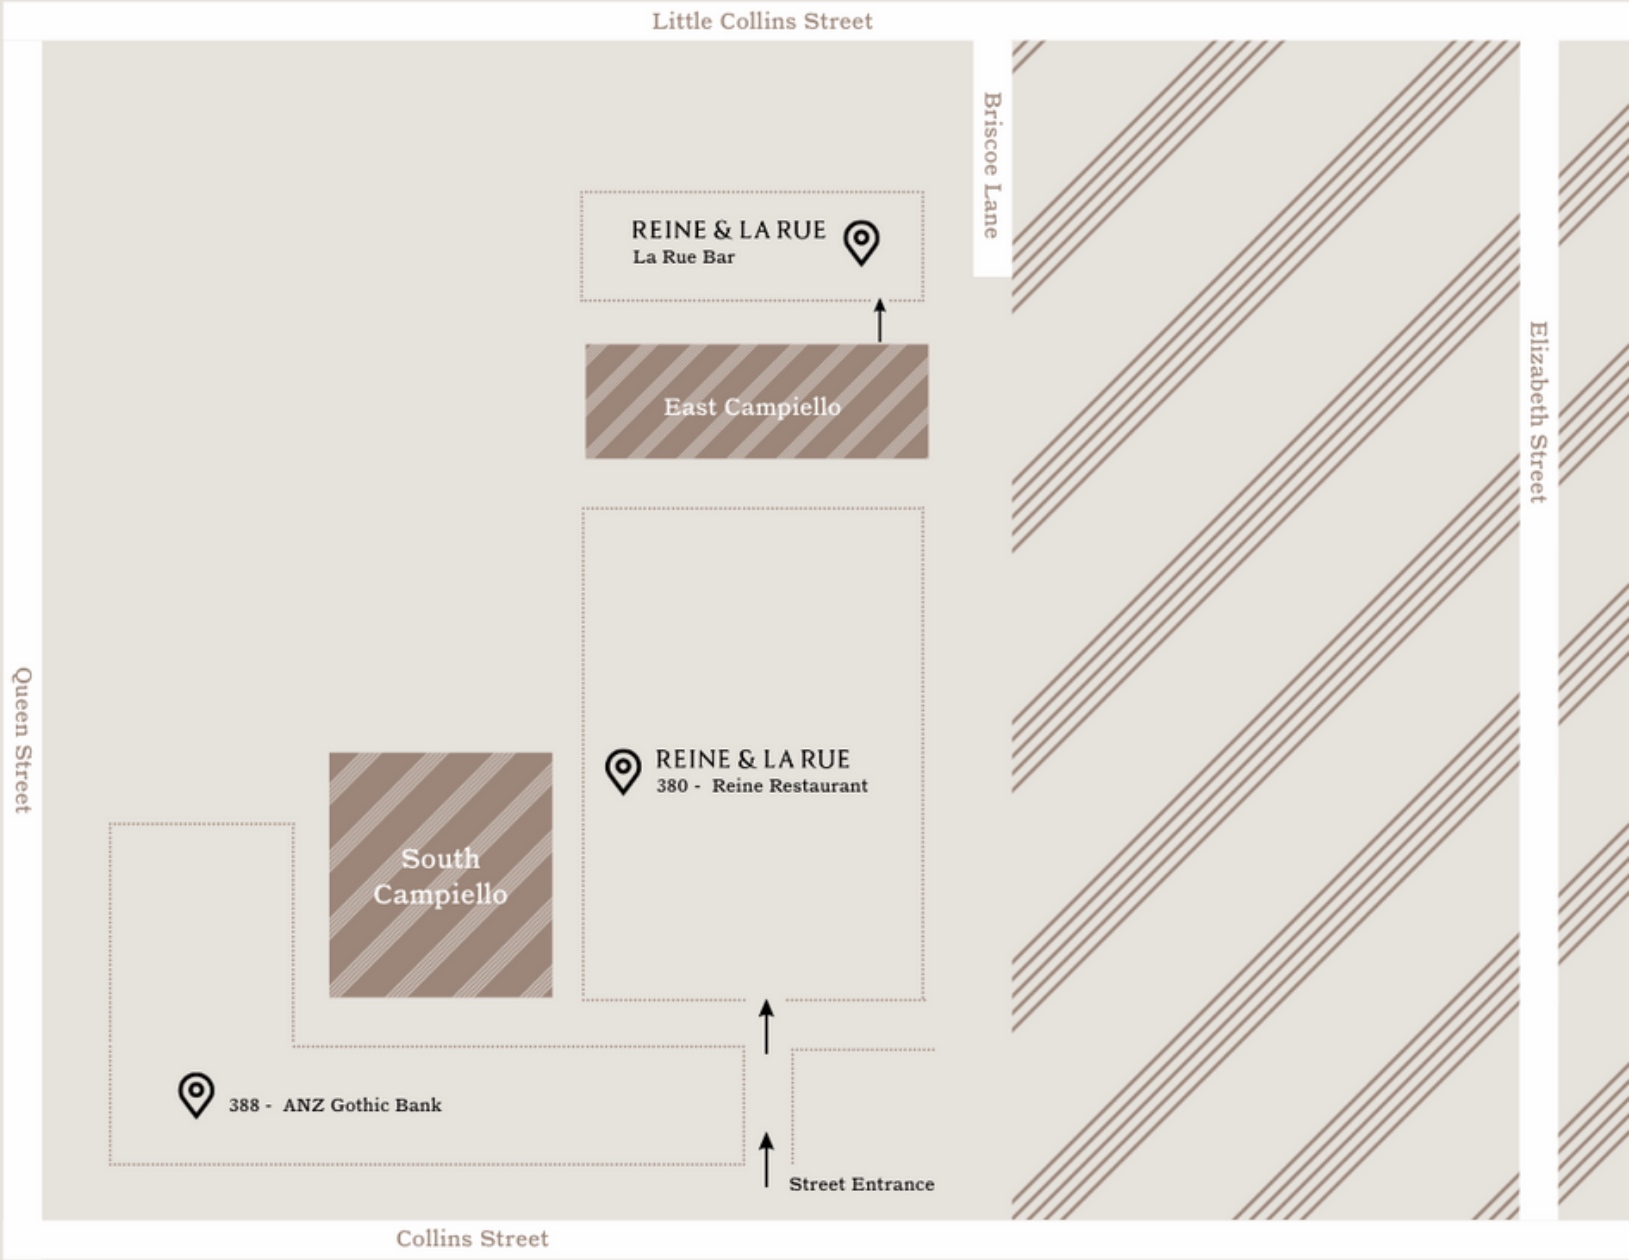 Little Collins Street
Briscoe Lane
REINE & LA RUE
La Rue Bar
East Campiello
Elizabeth Street
Queen Street
REINE & LA RUE
380 - Reine Restaurant
South
Campiello
388 - ANZ Gothic Bank
Street Entrance
Collins Street